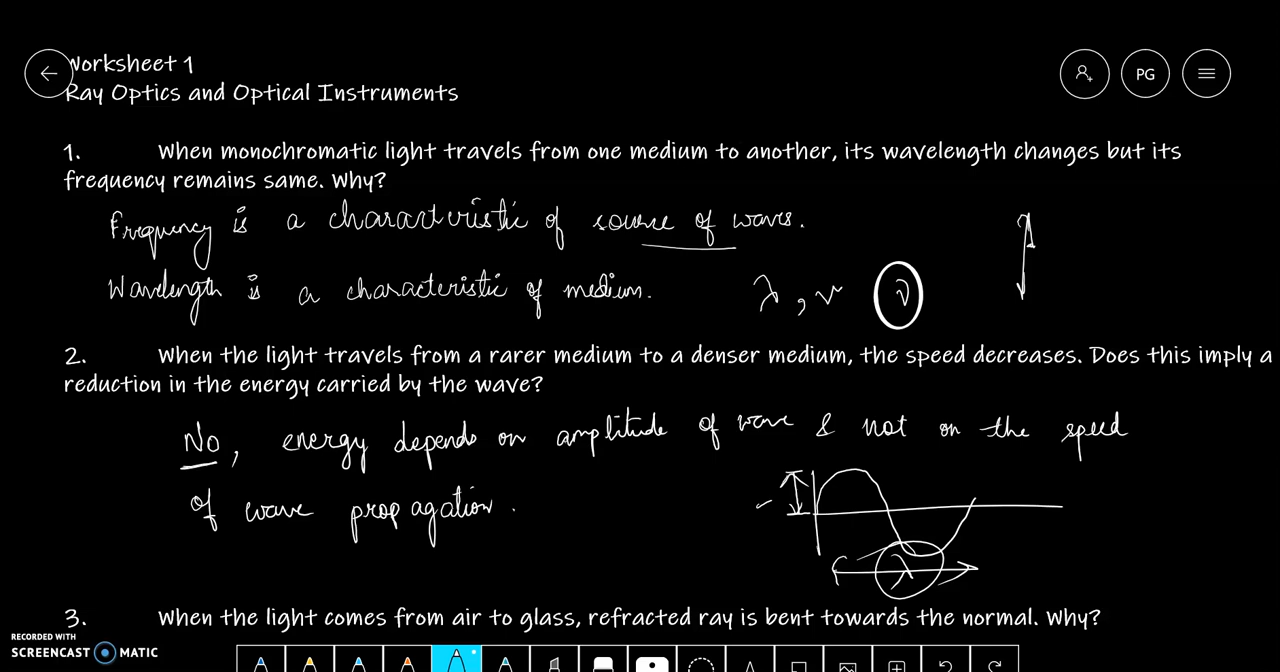 Worksheet 1
Ray Optics and Optical Instruments
PG
1. When monochromatic light travels from one medium to another, its wavelength changes but its
frequency remains same. Why?
Frequency is a characteristic of source of waves.
Wavelength is a characteristic of medium.
λ, v ν
2. When the light travels from a rarer medium to a denser medium, the speed decreases. Does this imply a
reduction in the energy carried by the wave?
No, energy depends on amplitude of wave & not on the speed
of wave propagation.
λ
3. When the light comes from air to glass, refracted ray is bent towards the normal. Why?
RECORDED WITH
SCREENCAST MATIC